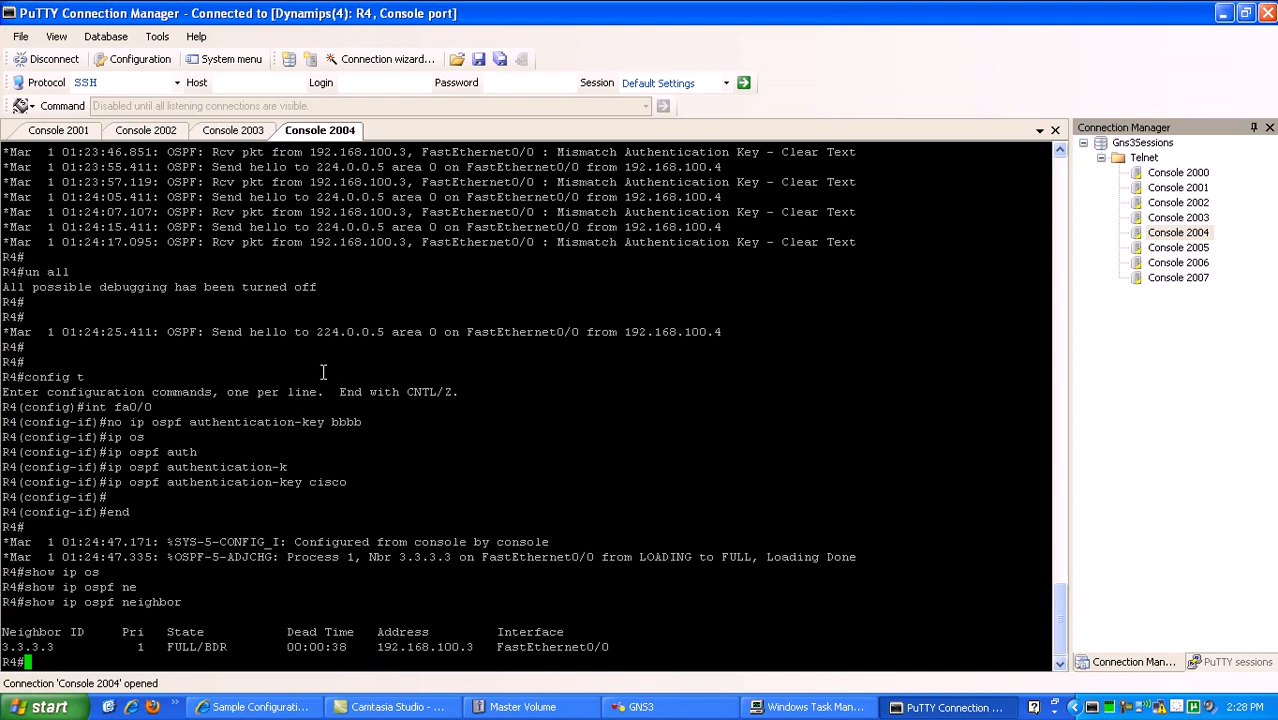 PuTTY Connection Manager - Connected to [Dynamips(4): R4, Console port]
File View Database Tools Help
Disconnect Configuration System menu Connection wizard...
Protocol SSH Host Login Password Session Default Settings
Command Disabled until all listening connections are visible.
Console 2001 Console 2002 Console 2003 Console 2004
*Mar  1 01:23:46.851: OSPF: Rcv pkt from 192.168.100.3, FastEthernet0/0 : Mismatch Authentication Key - Clear Text
*Mar  1 01:23:55.411: OSPF: Send hello to 224.0.0.5 area 0 on FastEthernet0/0 from 192.168.100.4
*Mar  1 01:23:57.119: OSPF: Rcv pkt from 192.168.100.3, FastEthernet0/0 : Mismatch Authentication Key - Clear Text
*Mar  1 01:24:05.411: OSPF: Send hello to 224.0.0.5 area 0 on FastEthernet0/0 from 192.168.100.4
*Mar  1 01:24:07.107: OSPF: Rcv pkt from 192.168.100.3, FastEthernet0/0 : Mismatch Authentication Key - Clear Text
*Mar  1 01:24:15.411: OSPF: Send hello to 224.0.0.5 area 0 on FastEthernet0/0 from 192.168.100.4
*Mar  1 01:24:17.095: OSPF: Rcv pkt from 192.168.100.3, FastEthernet0/0 : Mismatch Authentication Key - Clear Text
R4#
R4#un all
All possible debugging has been turned off
R4#
R4#
*Mar  1 01:24:25.411: OSPF: Send hello to 224.0.0.5 area 0 on FastEthernet0/0 from 192.168.100.4
R4#
R4#
R4#config t
Enter configuration commands, one per line.  End with CNTL/Z.
R4(config)#int fa0/0
R4(config-if)#no ip ospf authentication-key bbbb
R4(config-if)#ip os
R4(config-if)#ip ospf auth
R4(config-if)#ip ospf authentication-k
R4(config-if)#ip ospf authentication-key cisco
R4(config-if)#
R4(config-if)#end
R4#
*Mar  1 01:24:47.171: %SYS-5-CONFIG_I: Configured from console by console
*Mar  1 01:24:47.335: %OSPF-5-ADJCHG: Process 1, Nbr 3.3.3.3 on FastEthernet0/0 from LOADING to FULL, Loading Done
R4#show ip os
R4#show ip ospf ne
R4#show ip ospf neighbor
Neighbor ID     Pri   State           Dead Time   Address         Interface
3.3.3.3           1   FULL/BDR        00:00:38    192.168.100.3   FastEthernet0/0
R4#
Connection Manager
Gns3Sessions
Telnet
Console 2000
Console 2001
Console 2002
Console 2003
Console 2004
Console 2005
Console 2006
Console 2007
Connection Man... PuTTY sessions
Connection 'Console 2004' opened
start Sample Configurati... Camtasia Studio - ... Master Volume GNS3 Windows Task Man... PuTTY Connection ... 2:28 PM